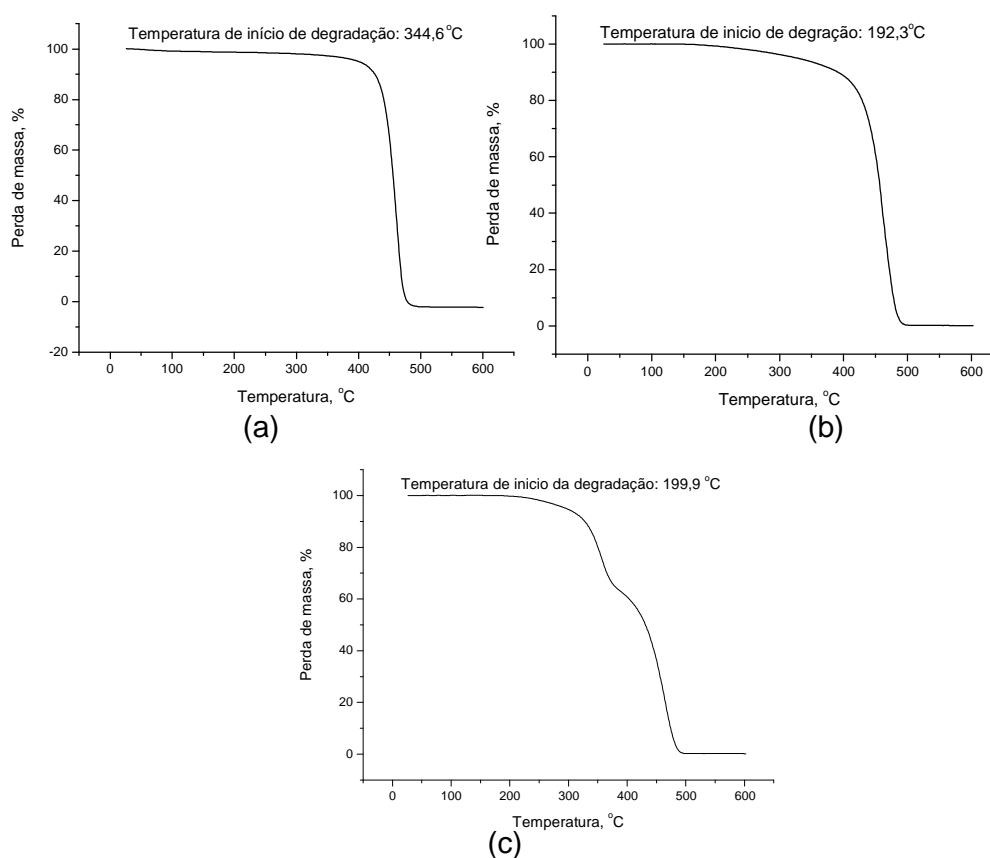 Temperatura de início de degradação: 344,6 °C
100
80
60
40
20
0
-20
Perda de massa, %
0 100 200 300 400 500 600
Temperatura, °C
(a)
Temperatura de inicio de degração: 192,3°C
100
80
60
40
20
0
Perda de massa, %
0 100 200 300 400 500 600
Temperatura, °C
(b)
Temperatura de inicio da degradação: 199,9 °C
100
80
60
40
20
0
Perda de massa, %
0 100 200 300 400 500 600
Temperatura, °C
(c)